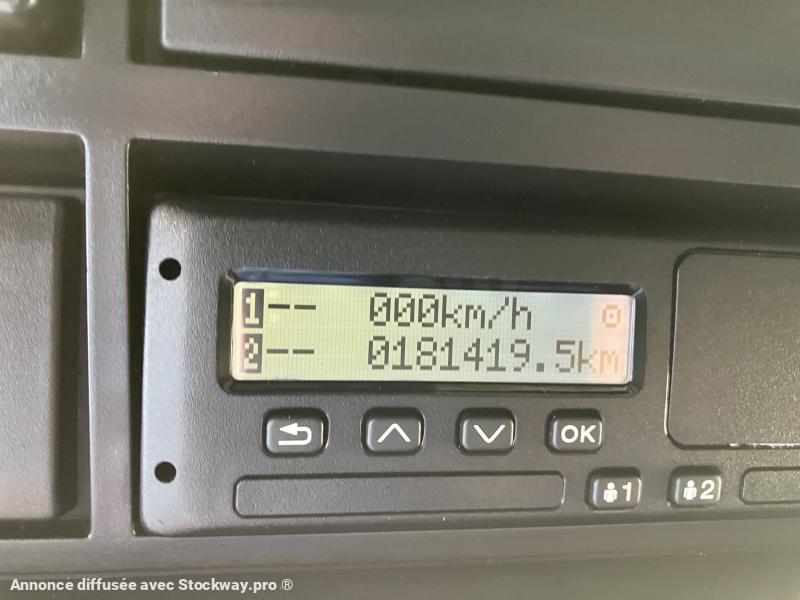 1-- 000km/h
2-- 0181419.5km
OK
1 2
Annonce diffusée avec Stockway.pro ®